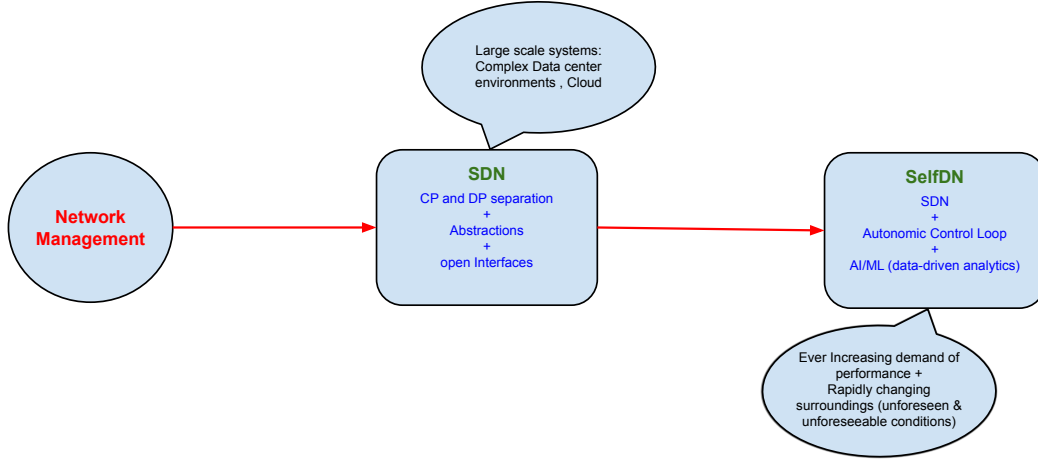 Large scale systems:
Complex Data center
environments , Cloud
Network
Management
SDN
CP and DP separation
+
Abstractions
+
open Interfaces
SelfDN
SDN
+
Autonomic Control Loop
+
AI/ML (data-driven analytics)
Ever Increasing demand of
performance +
Rapidly changing
surroundings (unforeseen &
unforeseeable conditions)